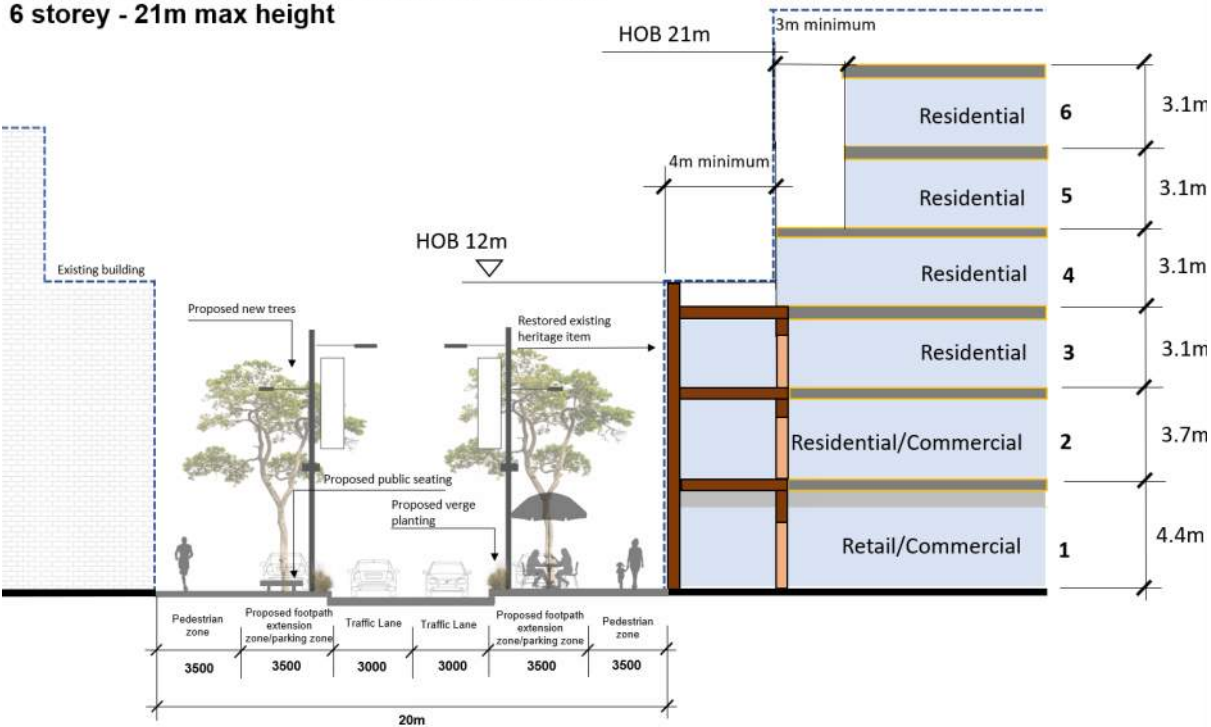 6 storey - 21m max height
HOB 21m
3m minimum
Residential
6
3.1m
4m minimum
Residential
5
3.1m
HOB 12m
Existing building
Residential
4
3.1m
Proposed new trees
Restored existing
heritage item
Residential
3
3.1m
Residential/Commercial
2
3.7m
Proposed public seating
Proposed verge
planting
Retail/Commercial
1
4.4m
Pedestrian
zone
Proposed footpath
extension
zone/parking zone
Traffic Lane
Traffic Lane
Proposed footpath
extension
zone/parking zone
Pedestrian
zone
3500
3500
3000
3000
3500
3500
20m